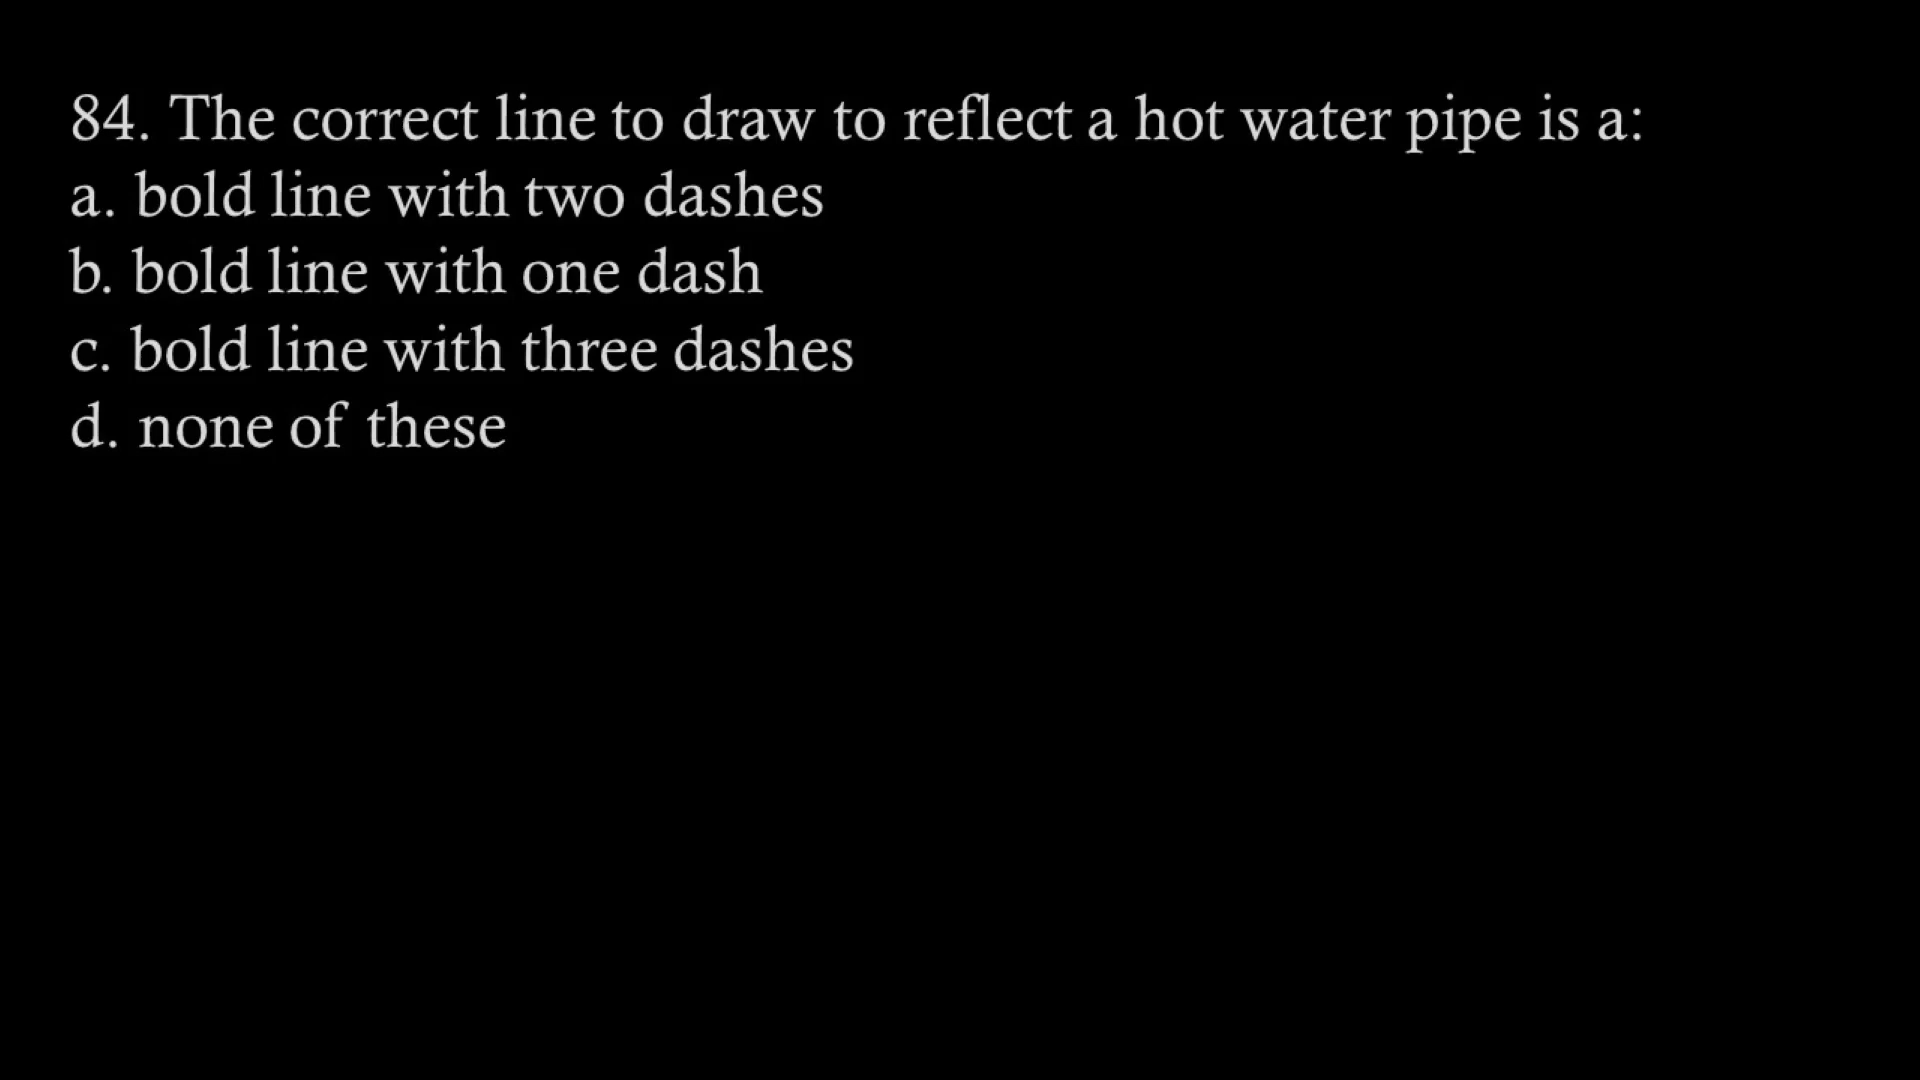 84. The correct line to draw to reflect a hot water pipe is a:
a. bold line with two dashes
b. bold line with one dash
c. bold line with three dashes
d. none of these